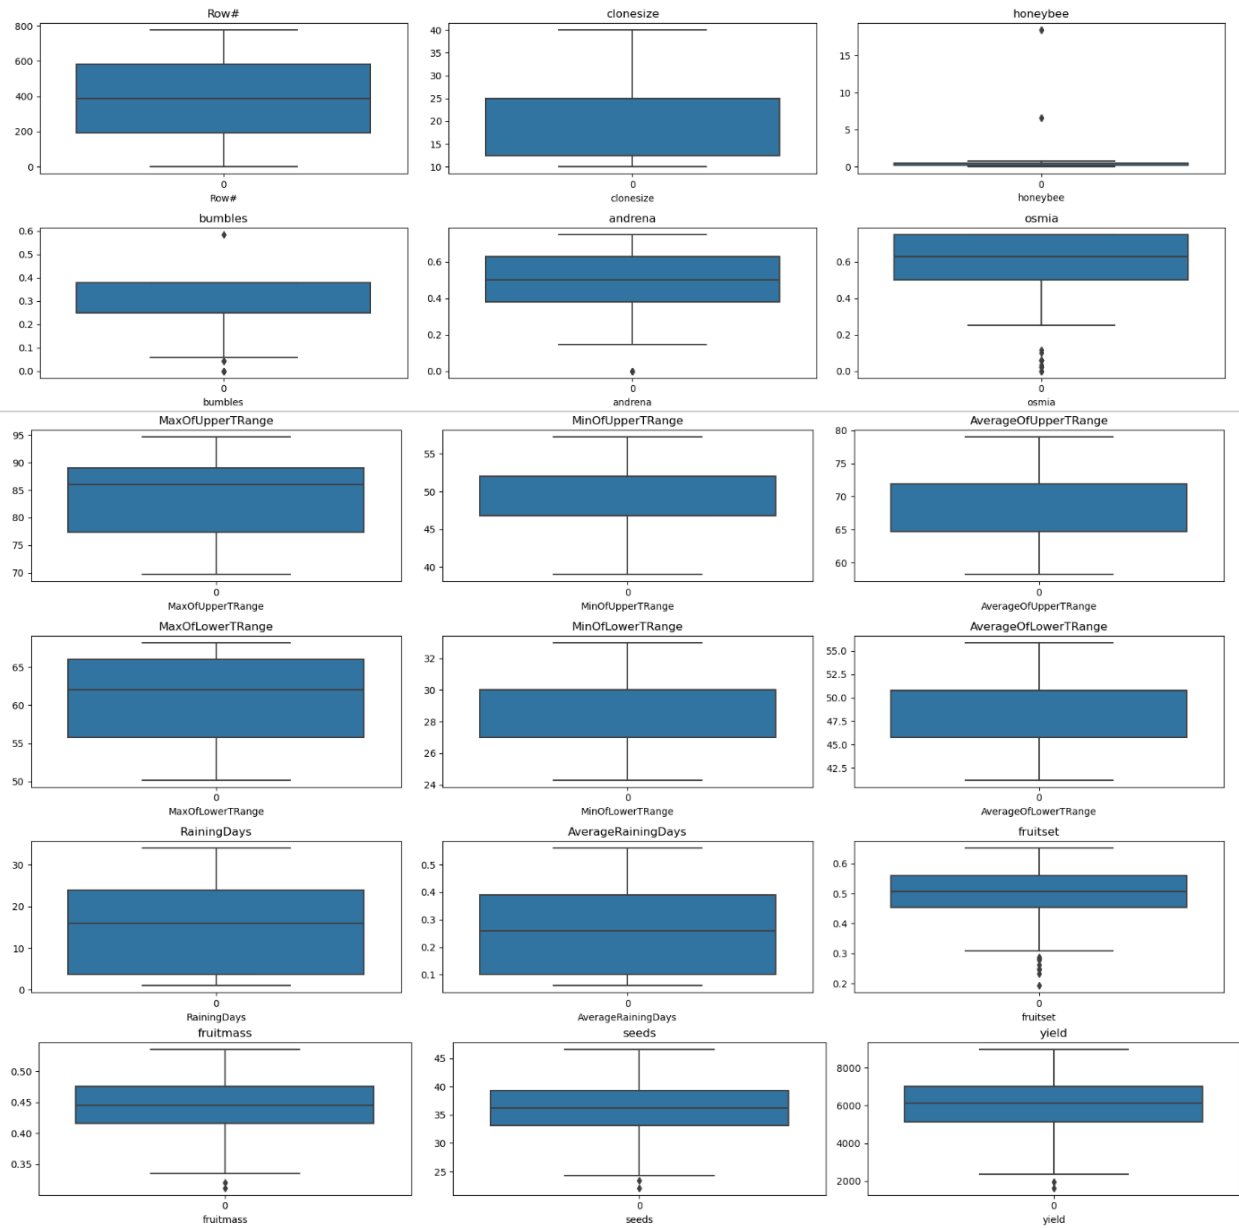 Row# clonesize honeybee
800 40 15
600 35 10
400 30 5
200 25 0
0 20
15
10
0 0 0
Row# clonesize honeybee
bumbles andrena osmia
0.6 0.6 0.6
0.5 0.4 0.4
0.4 0.2 0.2
0.3 0.0 0.0
0.2
0.1
0.0
0 0 0
bumbles andrena osmia
MaxOfUpperTRange MinOfUpperTRange AverageOfUpperTRange
95 55 80
90 50 75
85 45 70
80 40 65
75 60
70
0 0 0
MaxOfUpperTRange MinOfUpperTRange AverageOfUpperTRange
MaxOfLowerTRange MinOfLowerTRange AverageOfLowerTRange
65 32 55.0
60 30 52.5
55 28 50.0
50 26 47.5
24 45.0
42.5
0 0 0
MaxOfLowerTRange MinOfLowerTRange AverageOfLowerTRange
RainingDays AverageRainingDays fruitset
30 0.5 0.6
20 0.4 0.5
10 0.3 0.4
0 0.2 0.3
0.1 0.2
0 0 0
RainingDays AverageRainingDays fruitset
fruitmass seeds yield
0.50 45 8000
0.45 40 6000
0.40 35 4000
0.35 30 2000
25
0 0 0
fruitmass seeds yield